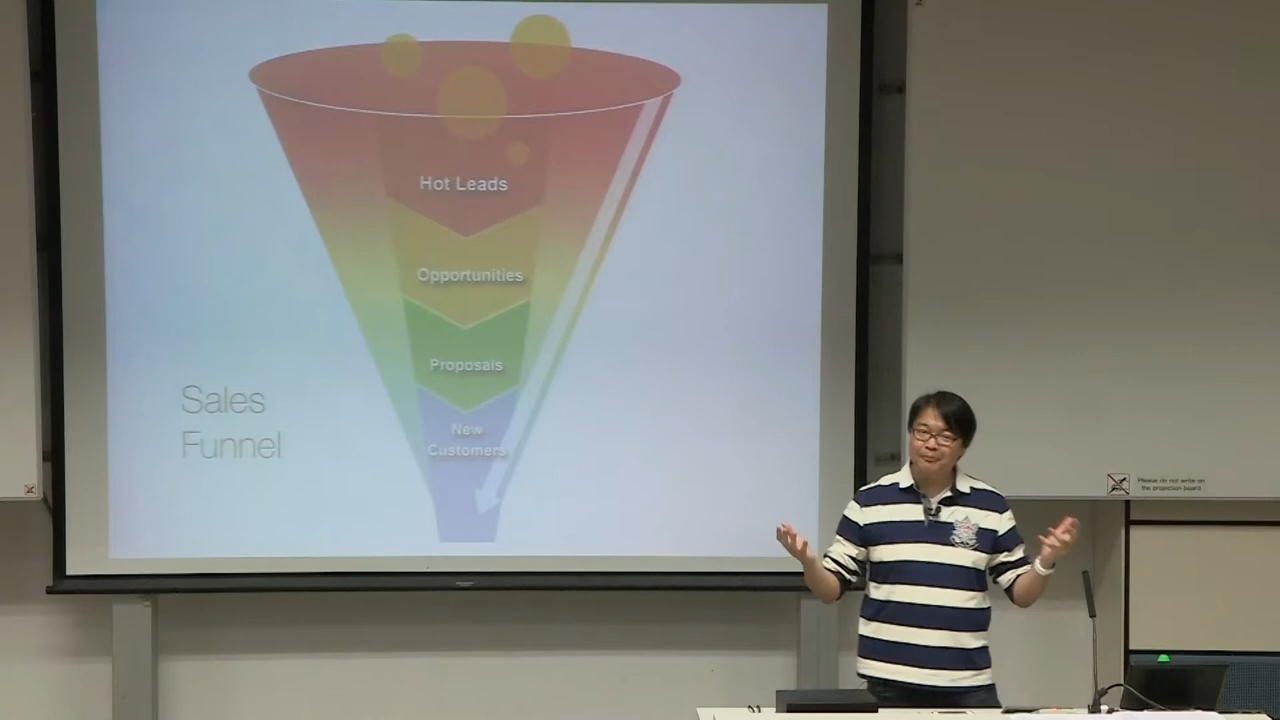 Hot Leads
Opportunities
Proposals
New
Customers
Sales
Funnel
Please do not write
on the projection board